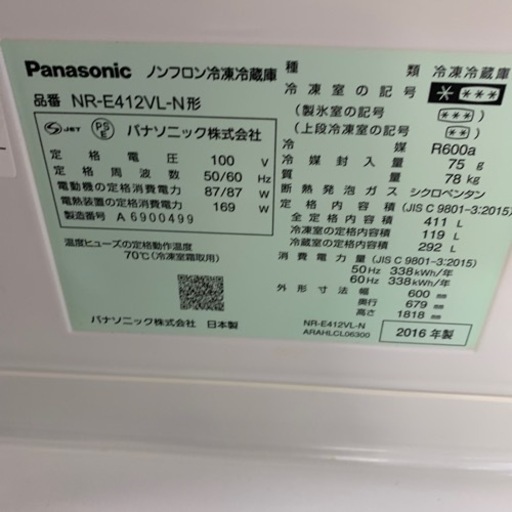 Panasonic ノンフロン冷凍冷蔵庫
品番 NR-E412VL-N形
JET PSE パナソニック株式会社
定格電圧 100 V
定格周波数 50/60 Hz
電動機の定格消費電力 87/87 W
電熱装置の定格消費電力 169 W
製造番号 A 6900499
温度ヒューズの定格動作温度
70℃(冷凍室霜取用)
パナソニック株式会社 日本製
種類 冷凍冷蔵庫
冷凍室の記号 * ***
(製氷室の記号 ***)
(上段冷凍室の記号 ***)
冷媒 R600a
冷媒封入量 75 g
質量 78 kg
断熱発泡ガス シクロペンタン
定格内容積 (JIS C 9801-3:2015)
全定格内容積 411 L
冷凍室の定格内容積 119 L
冷蔵室の定格内容積 292 L
消費電力量 (JIS C 9801-3:2015)
50Hz 338kWh/年
60Hz 338kWh/年
外形寸法 幅 600 mm
奥行 679 mm
高さ 1818 mm
NR-E412VL-N
ARAHLCL06300
2016 年製